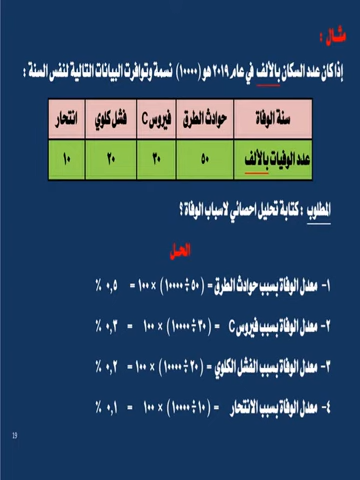 مثال :
إذا كان عدد السكان بالألف في عام ٢٠١٩ هو (١٠٠٠٠) نسمة وتوافرت البيانات التالية لنفس السنة :
سنة الوفاة حوادث الطرق فيروس C فشل كلوي انتحار
عدد الوفيات بالألف ٥٠ ٣٠ ٢٠ ١٠
المطلوب : كتابة تحليل احصائي لاسباب الوفاة ؟
الحل
١- معدل الوفاة بسبب حوادث الطرق = (٥٠ ÷ ١٠٠٠٠) × ١٠٠ = ٠,٥ ٪
٢- معدل الوفاة بسبب فيروس C = (٣٠ ÷ ١٠٠٠٠) × ١٠٠ = ٠,٣ ٪
٣- معدل الوفاة بسبب الفشل الكلوي = (٢٠ ÷ ١٠٠٠٠) × ١٠٠ = ٠,٢ ٪
٤- معدل الوفاة بسبب الانتحار = (١٠ ÷ ١٠٠٠٠) × ١٠٠ = ٠,١ ٪
19